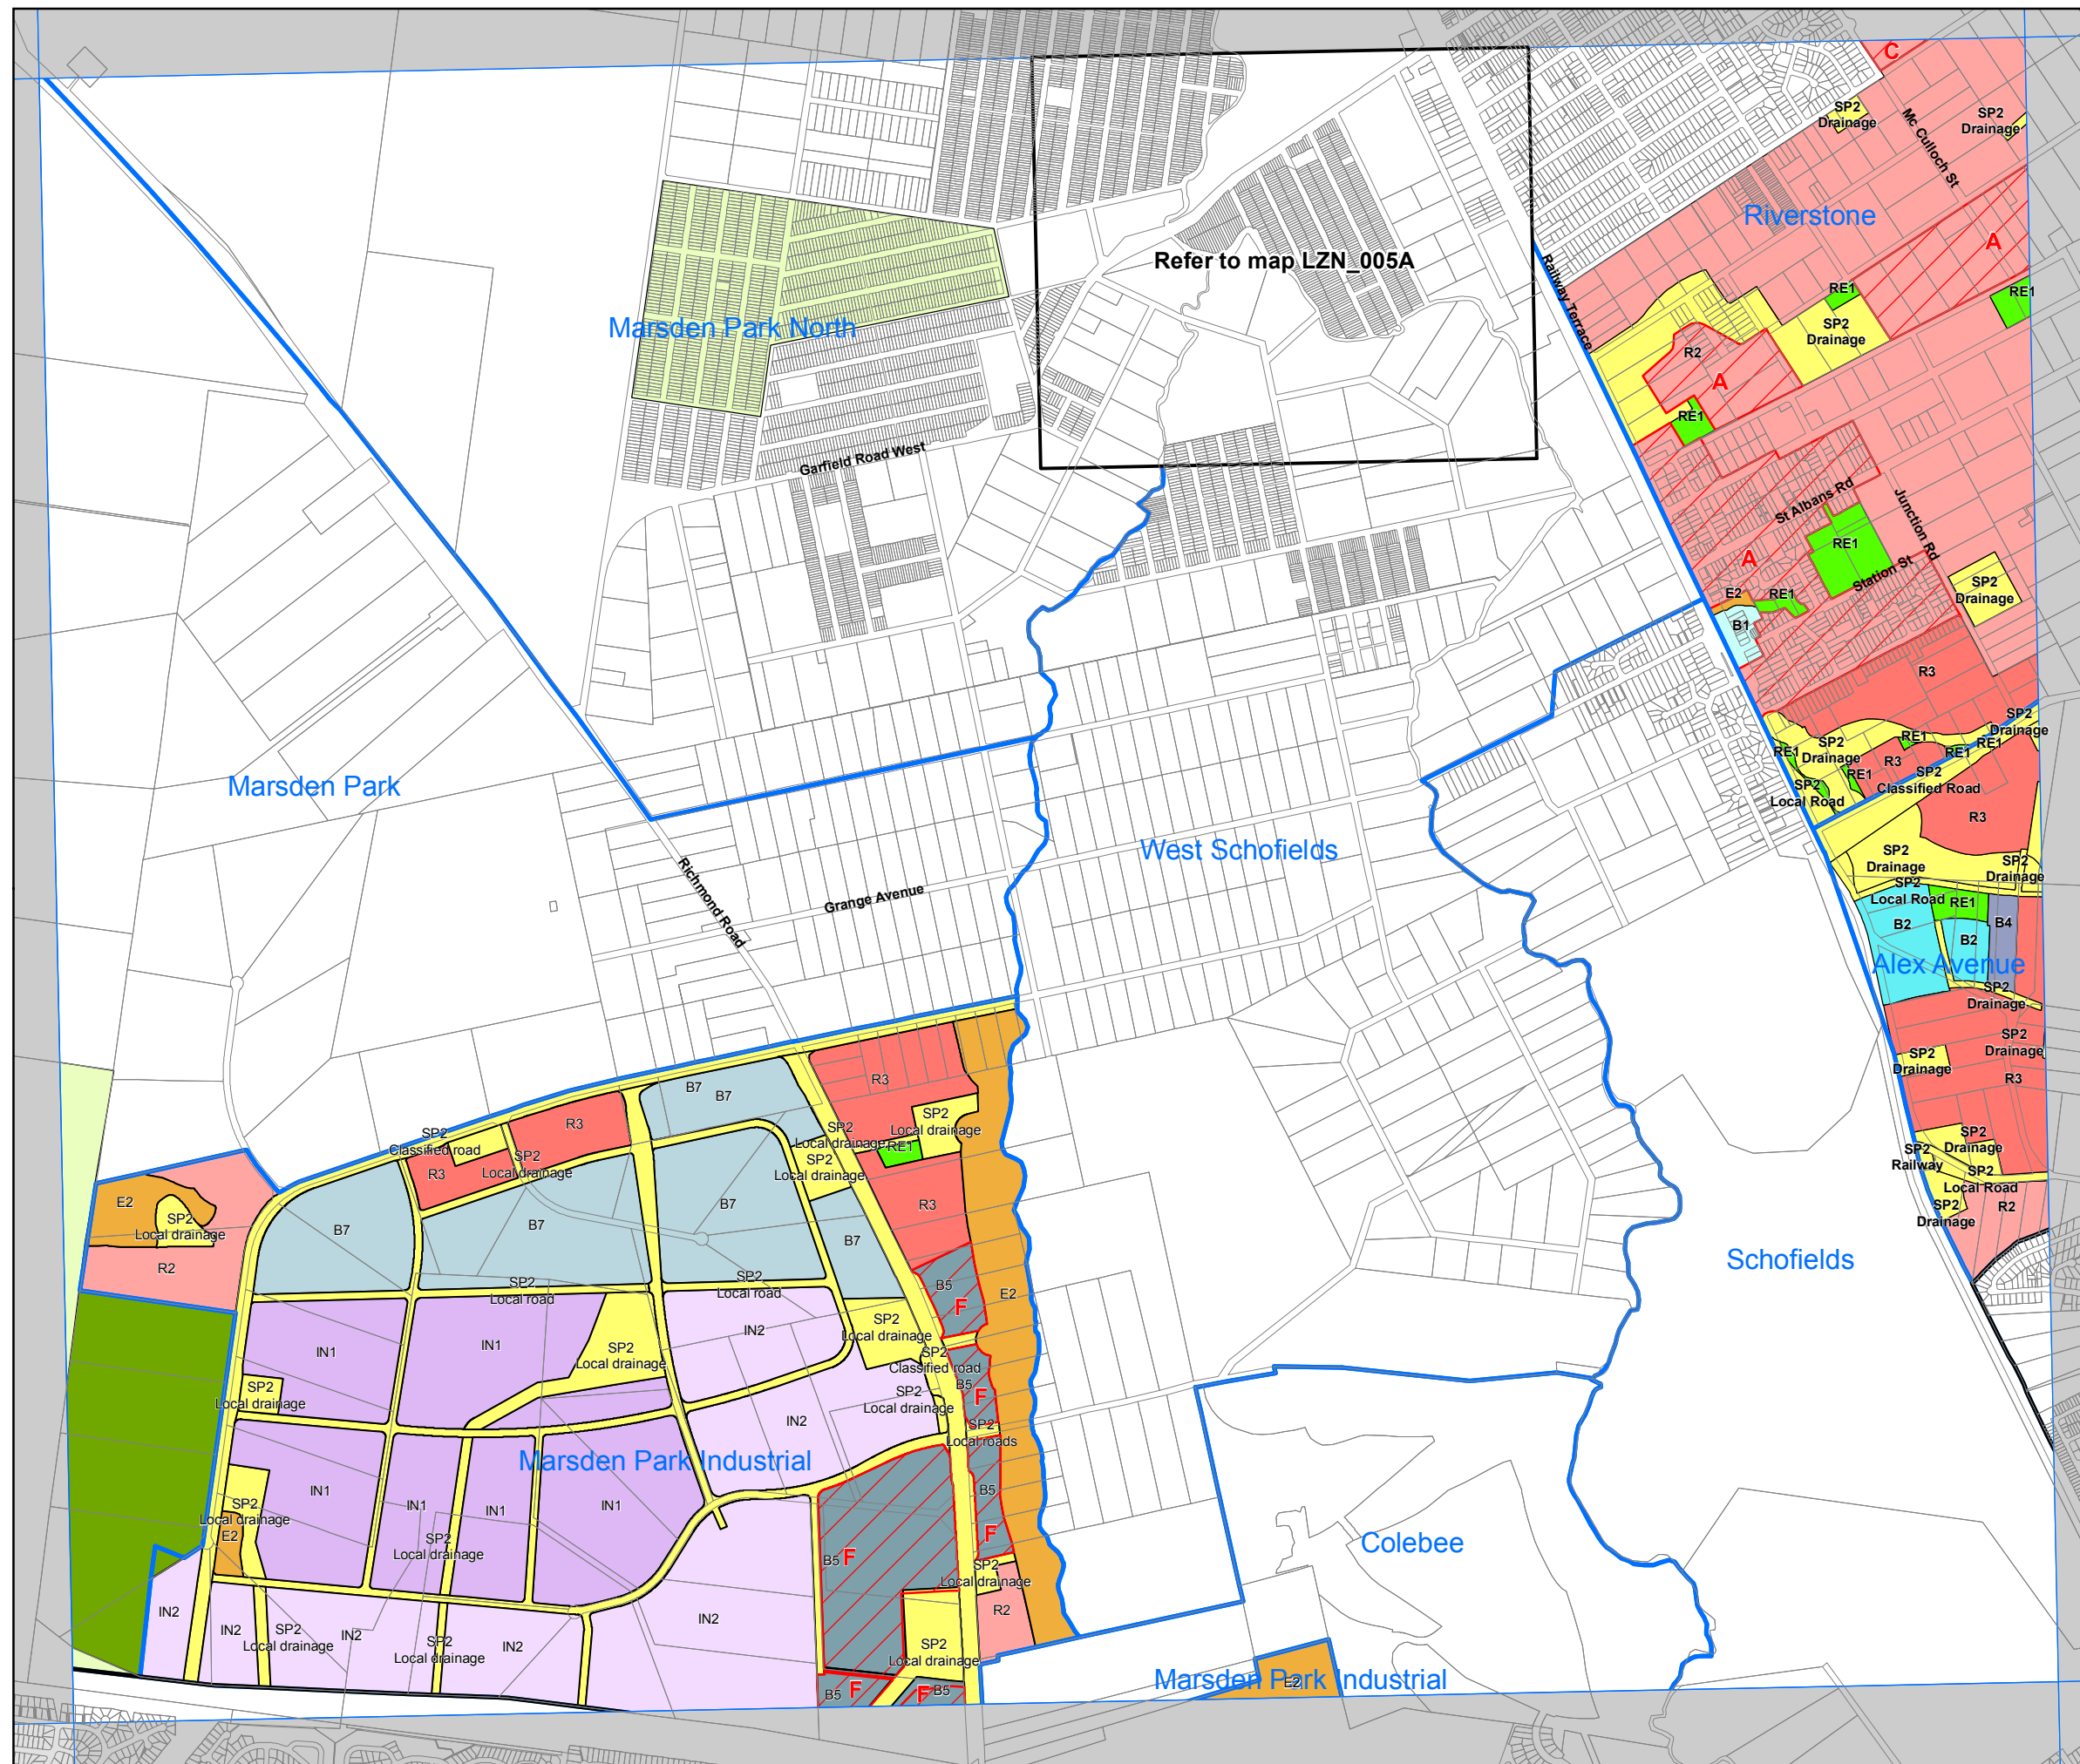 C
SP2
Drainage
SP2
Drainage
Mc Culloch St
Riverstone
A
Refer to map LZN_005A
Railway Terrace
RE1
RE1
SP2
Drainage
Marsden Park North
R2
A
RE1
Garfield Road West
St Albans Rd
Junction Rd
RE1
A
Station St
SP2
Drainage
E2
RE1
B1
R3
SP2
Drainage
RE1
SP2
Drainage
RE1
RE1
RE1
R3
RE1
SP2
Classified Road
SP2
Local Road
R3
Marsden Park
West Schofields
Richmond Road
Grange Avenue
SP2
Drainage
SP2
Drainage
SP2
Local Road
RE1
B2
B4
B2
Alex Avenue
SP2
Drainage
SP2
Drainage
SP2
Drainage
R3
B7
B7
R3
SP2
Local drainage
R3
SP2
Classified road
R3
SP2
Local drainage
SP2
Local drainage
RE1
SP2
Local drainage
SP2
Drainage
SP2
Railway
SP2
Local Road
SP2
Drainage
R2
E2
SP2
Local drainage
R2
B7
B7
B7
B7
R3
Schofields
SP2
Local road
SP2
Local road
B5
F
E2
IN1
IN1
SP2
Local drainage
IN2
SP2
Local drainage
SP2
Classified road
B5
F
SP2
Local drainage
SP2
Local drainage
IN2
SP2
Local roads
Marsden Park Industrial
IN1
IN1
IN1
IN1
SP2
Local drainage
E2
SP2
Local drainage
B5
F
B5
F
Colebee
SP2
Local drainage
R2
IN2
IN2
SP2
Local drainage
IN2
SP2
Local drainage
IN2
IN2
SP2
Local drainage
Marsden Park Industrial
E2
B5
F
F
B5